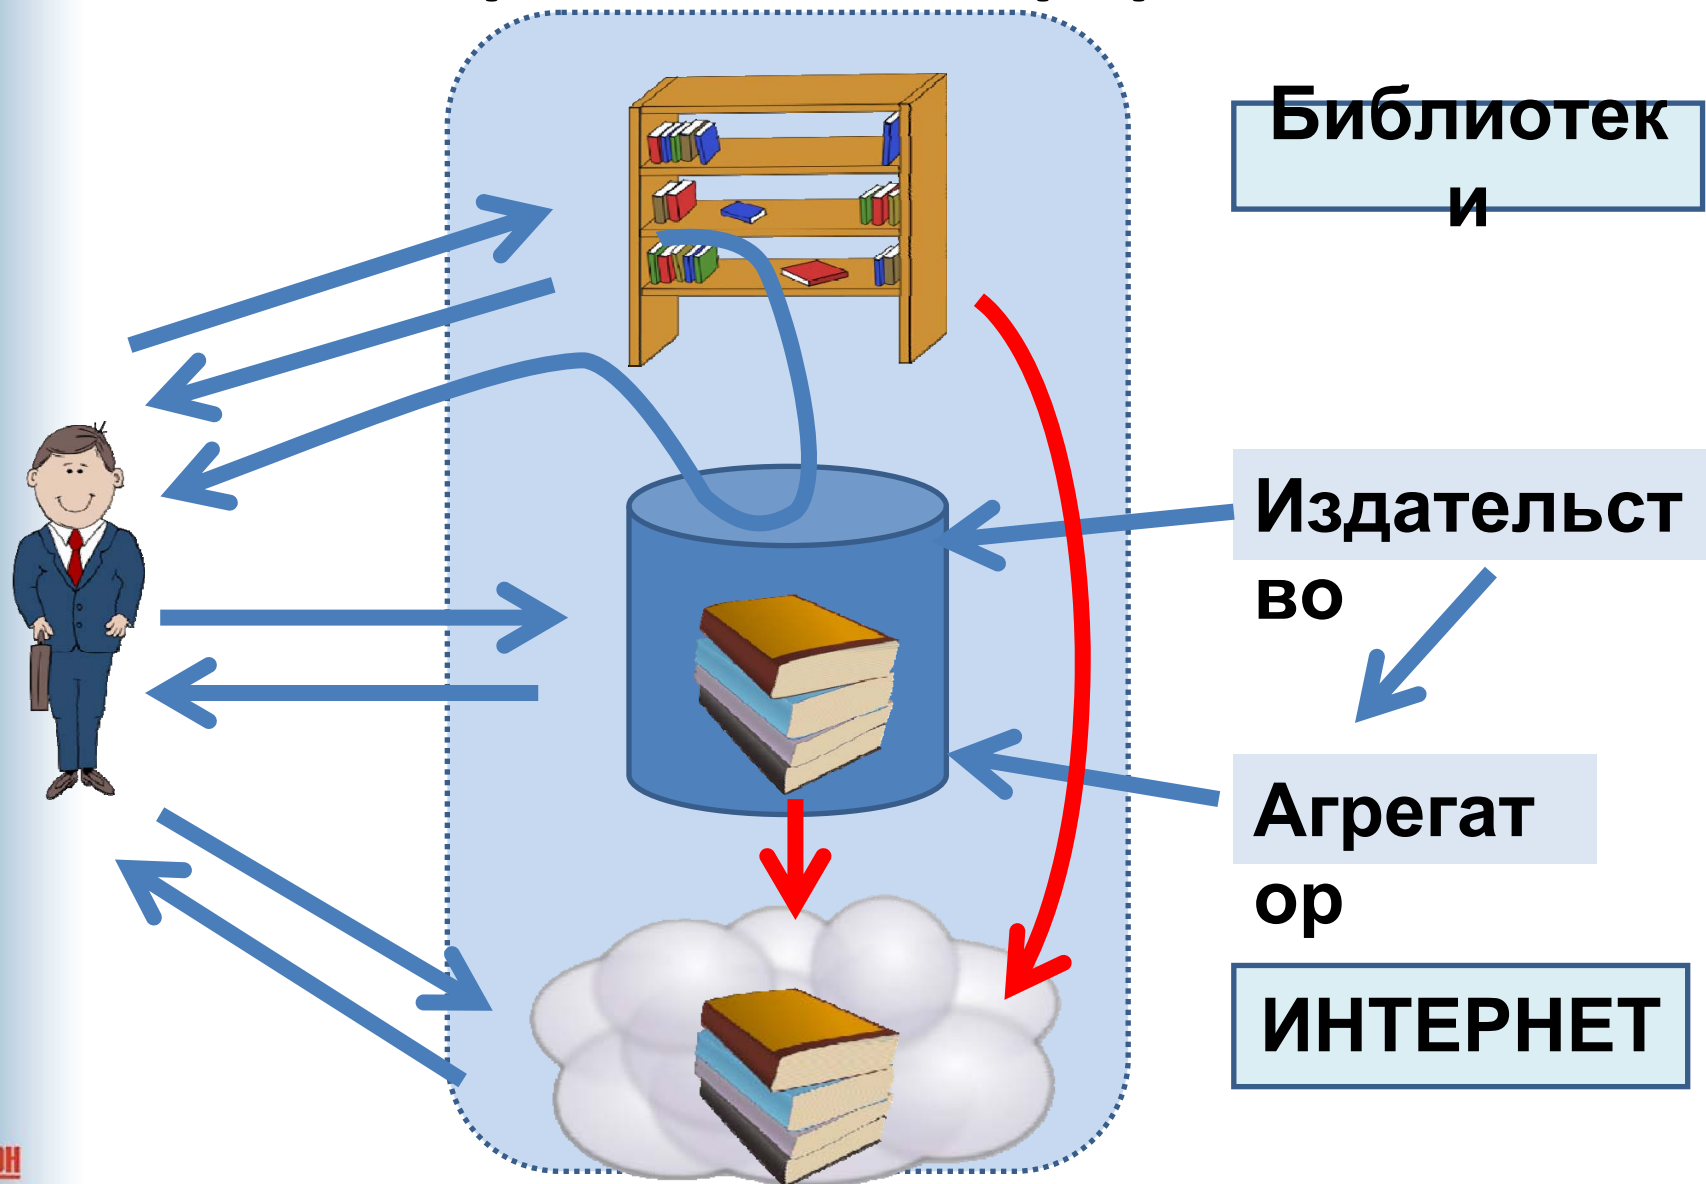 Библиотек
и
Издательст
во
Агрегат
ор
ИНТЕРНЕТ